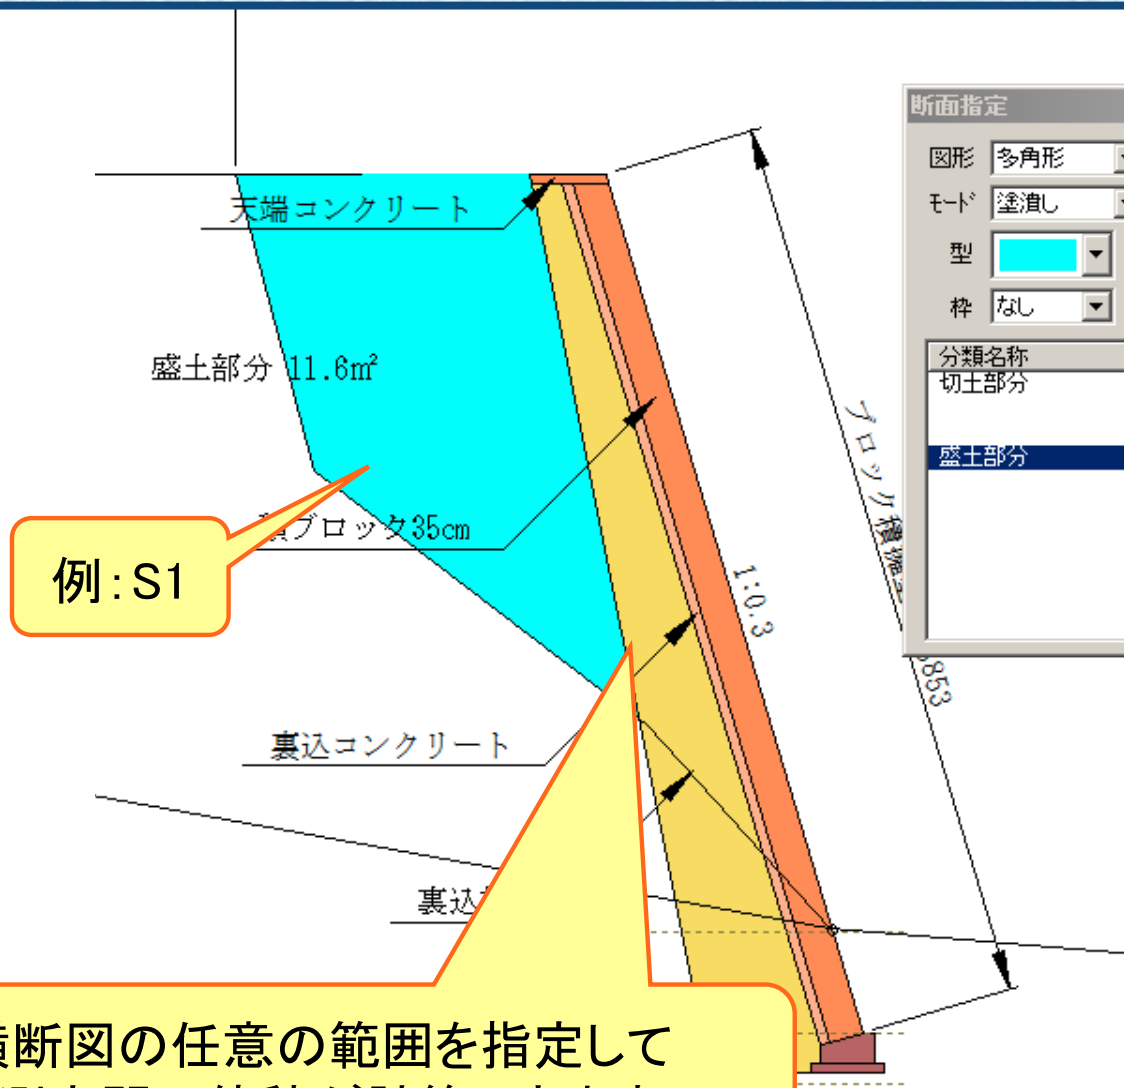 断面指定
図形 多角形
モード 塗潰し
型
枠 なし
分類名称
切土部分
盛土部分
天端コンクリート
盛土部分 11.6㎡
ブロック35cm
例:S1
1:0.3
ブロック積
853
裏込コンクリート
裏込
断図の任意の範囲を指定して